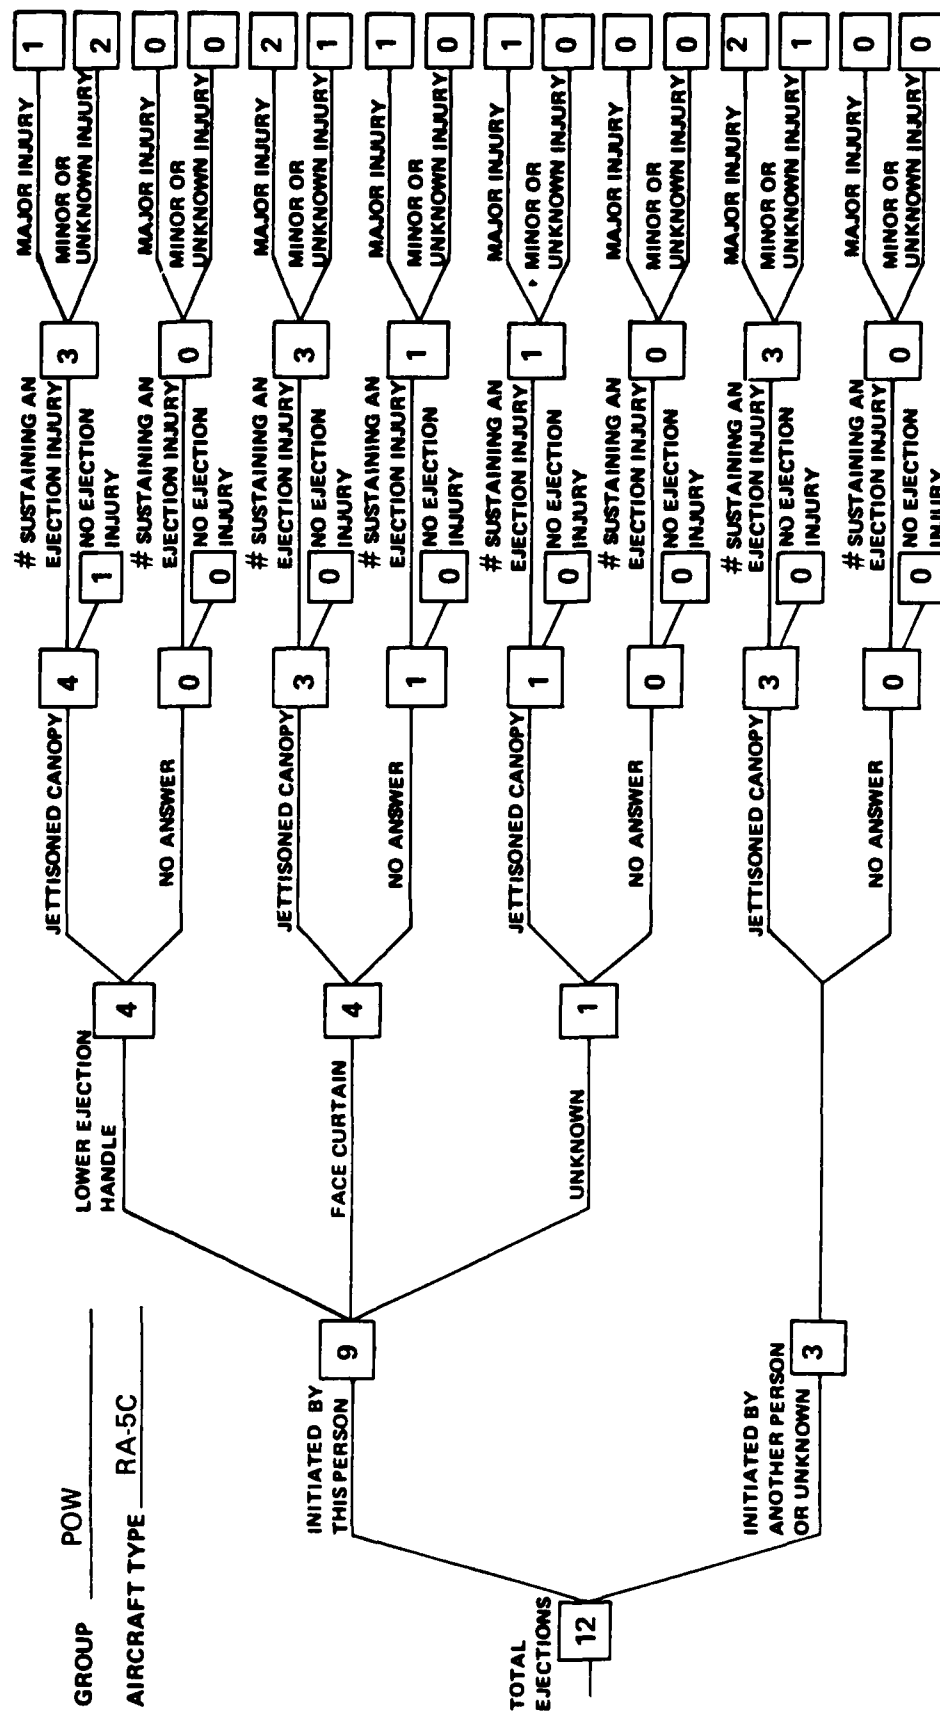 GROUP POW
AIRCRAFT TYPE RA-5C
TOTAL
EJECTIONS
12
INITIATED BY
THIS PERSON
9
INITIATED BY
ANOTHER PERSON
OR UNKNOWN
3
LOWER EJECTION
HANDLE
4
FACE CURTAIN
4
UNKNOWN
1
JETTISONED CANOPY
4
NO ANSWER
0
JETTISONED CANOPY
3
NO ANSWER
1
JETTISONED CANOPY
1
NO ANSWER
0
JETTISONED CANOPY
3
NO ANSWER
0
# SUSTAINING AN
EJECTION INJURY
3
NO EJECTION
INJURY
1
# SUSTAINING AN
EJECTION INJURY
0
NO EJECTION
INJURY
0
# SUSTAINING AN
EJECTION INJURY
3
NO EJECTION
INJURY
0
# SUSTAINING AN
EJECTION INJURY
1
NO EJECTION
INJURY
0
# SUSTAINING AN
EJECTION INJURY
1
NO EJECTION
INJURY
0
# SUSTAINING AN
EJECTION INJURY
0
NO EJECTION
INJURY
0
# SUSTAINING AN
EJECTION INJURY
3
NO EJECTION
INJURY
0
# SUSTAINING AN
EJECTION INJURY
0
NO EJECTION
INJURY
0
MAJOR INJURY
1
MINOR OR
UNKNOWN INJURY
2
MAJOR INJURY
0
MINOR OR
UNKNOWN INJURY
0
MAJOR INJURY
2
MINOR OR
UNKNOWN INJURY
1
MAJOR INJURY
1
MINOR OR
UNKNOWN INJURY
0
MAJOR INJURY
1
MINOR OR
UNKNOWN INJURY
0
MAJOR INJURY
0
MINOR OR
UNKNOWN INJURY
0
MAJOR INJURY
2
MINOR OR
UNKNOWN INJURY
1
MAJOR INJURY
0
MINOR OR
UNKNOWN INJURY
0